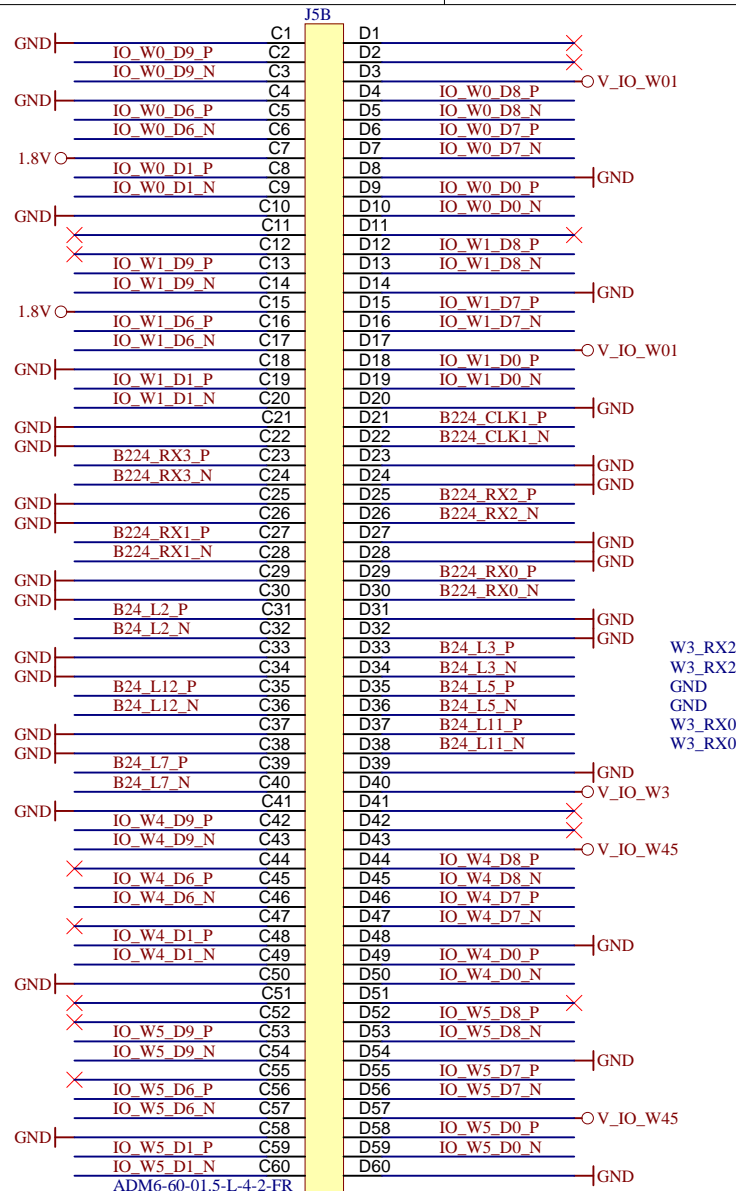 J5B
GND C1 D1
IO_W0_D9_P C2 D2
IO_W0_D9_N C3 D3 V_IO_W01
GND C4 D4 IO_W0_D8_P
IO_W0_D6_P C5 D5 IO_W0_D8_N
IO_W0_D6_N C6 D6 IO_W0_D7_P
1.8V C7 D7 IO_W0_D7_N
IO_W0_D1_P C8 D8 GND
IO_W0_D1_N C9 D9 IO_W0_D0_P
GND C10 D10 IO_W0_D0_N
C11 D11
C12 D12 IO_W1_D8_P
IO_W1_D9_P C13 D13 IO_W1_D8_N
IO_W1_D9_N C14 D14 GND
1.8V C15 D15 IO_W1_D7_P
IO_W1_D6_P C16 D16 IO_W1_D7_N
IO_W1_D6_N C17 D17 V_IO_W01
GND C18 D18 IO_W1_D0_P
IO_W1_D1_P C19 D19 IO_W1_D0_N
IO_W1_D1_N C20 D20 GND
GND C21 D21 B224_CLK1_P
GND C22 D22 B224_CLK1_N
B224_RX3_P C23 D23 GND
B224_RX3_N C24 D24 GND
GND C25 D25 B224_RX2_P
GND C26 D26 B224_RX2_N
B224_RX1_P C27 D27 GND
B224_RX1_N C28 D28 GND
GND C29 D29 B224_RX0_P
GND C30 D30 B224_RX0_N
B24_L2_P C31 D31 GND
B24_L2_N C32 D32 GND
GND C33 D33 B24_L3_P W3_RX2
GND C34 D34 B24_L3_N W3_RX2
B24_L12_P C35 D35 B24_L5_P GND
B24_L12_N C36 D36 B24_L5_N GND
GND C37 D37 B24_L11_P W3_RX0
GND C38 D38 B24_L11_N W3_RX0
B24_L7_P C39 D39 GND
B24_L7_N C40 D40 V_IO_W3
GND C41 D41
IO_W4_D9_P C42 D42
IO_W4_D9_N C43 D43 V_IO_W45
C44 D44 IO_W4_D8_P
IO_W4_D6_P C45 D45 IO_W4_D8_N
IO_W4_D6_N C46 D46 IO_W4_D7_P
C47 D47 IO_W4_D7_N
IO_W4_D1_P C48 D48 GND
IO_W4_D1_N C49 D49 IO_W4_D0_P
GND C50 D50 IO_W4_D0_N
C51 D51
C52 D52 IO_W5_D8_P
IO_W5_D9_P C53 D53 IO_W5_D8_N
IO_W5_D9_N C54 D54 GND
C55 D55 IO_W5_D7_P
IO_W5_D6_P C56 D56 IO_W5_D7_N
IO_W5_D6_N C57 D57 V_IO_W45
GND C58 D58 IO_W5_D0_P
IO_W5_D1_P C59 D59 IO_W5_D0_N
IO_W5_D1_N C60 D60 GND
ADM6-60-01.5-L-4-2-FR